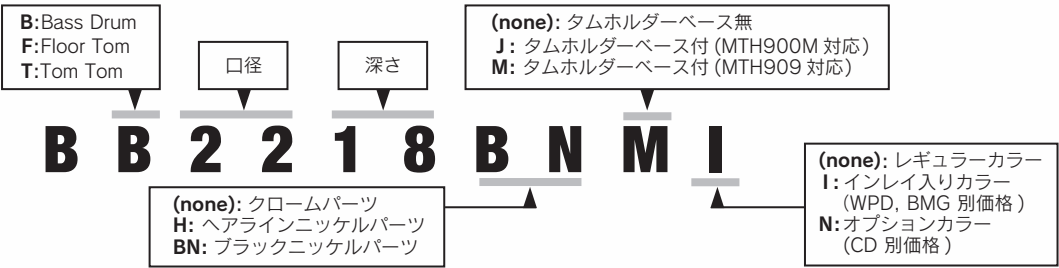 B:Bass Drum
F:Floor Tom
T:Tom Tom
口径
深さ
(none): タムホルダーベース無
J: タムホルダーベース付 (MTH900M 対応)
M: タムホルダーベース付 (MTH909 対応)
B B 2 2 1 8 B N M I
(none): クロームパーツ
H: ヘアラインニッケルパーツ
BN: ブラックニッケルパーツ
(none): レギュラーカラー
I: インレイ入りカラー
(WPD, BMG 別価格)
N:オプションカラー
(CD 別価格)